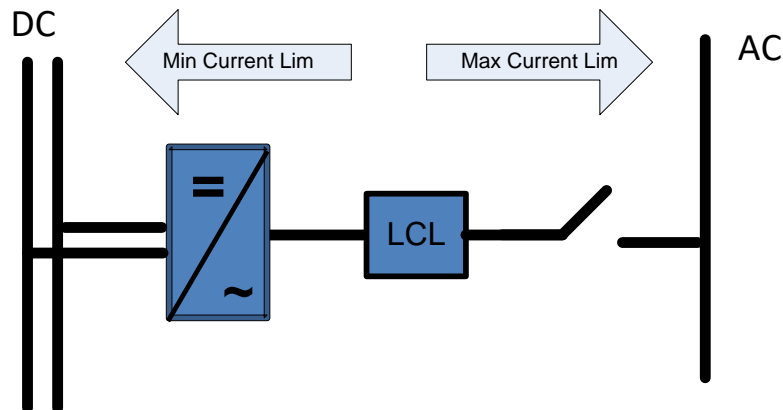 DC
Min Current Lim
Max Current Lim
AC
=
~
LCL